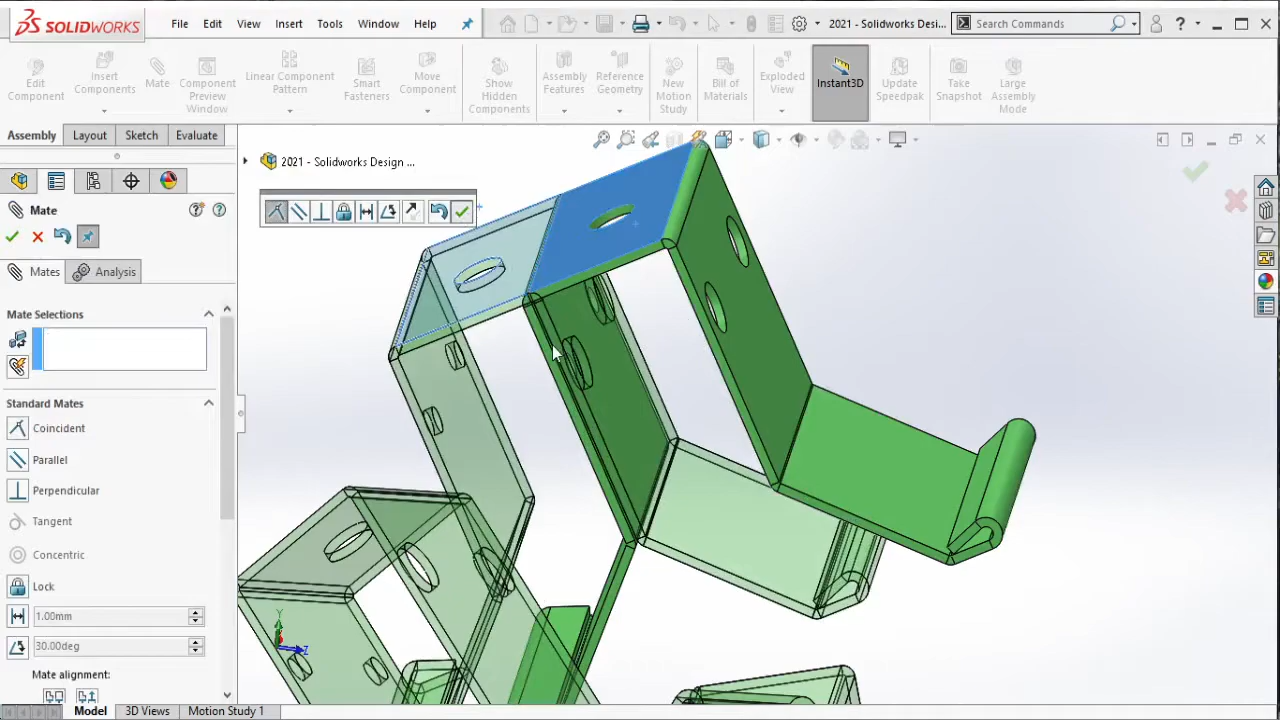 SOLIDWORKS
File Edit View Insert Tools Window Help
2021 - Solidworks Desi...
Search Commands
?
Edit Component
Insert Components
Mate
Component Preview Window
Linear Component Pattern
Smart Fasteners
Move Component
Show Hidden Components
Assembly Features
Reference Geometry
New Motion Study
Bill of Materials
Exploded View
Instant3D
Update Speedpak
Take Snapshot
Large Assembly Mode
Assembly Layout Sketch Evaluate
2021 - Solidworks Design ...
Mate
Mates Analysis
Mate Selections
Standard Mates
Coincident
Parallel
Perpendicular
Tangent
Concentric
Lock
1.00mm
30.00deg
Mate alignment:
Y
Z
Model 3D Views Motion Study 1